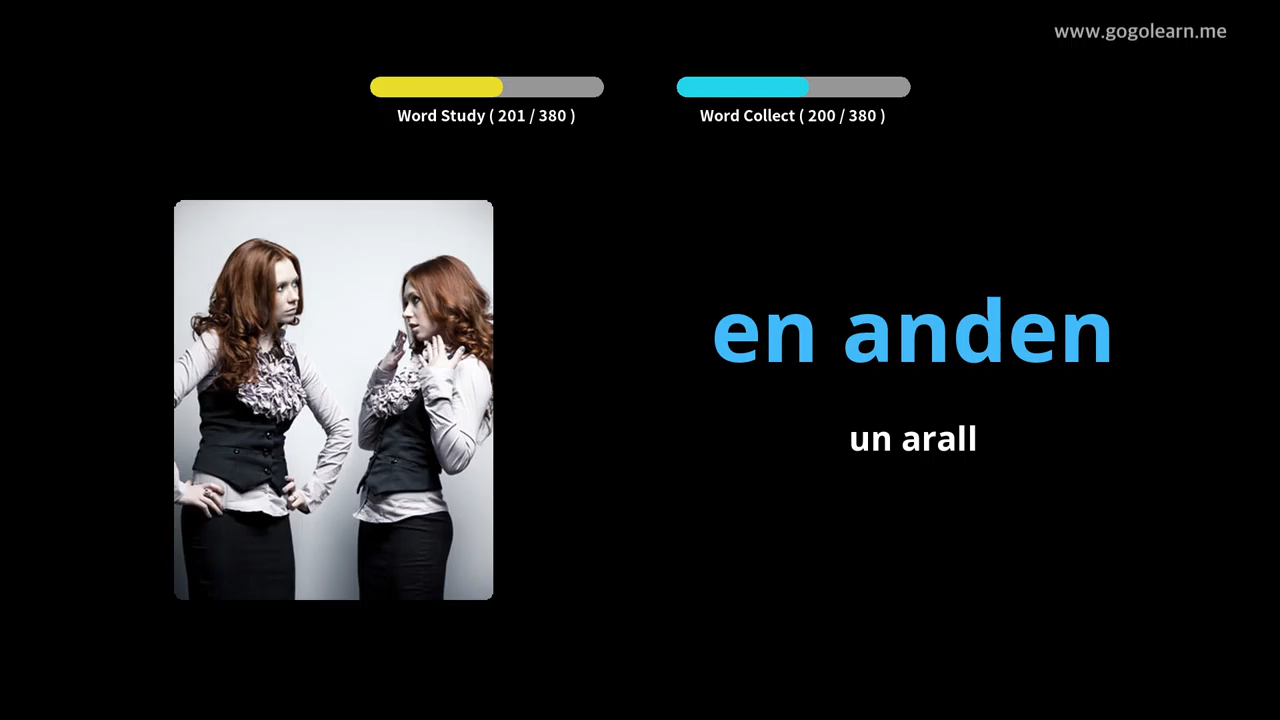 www.gogolearn.me
Word Study ( 201 / 380 )
Word Collect ( 200 / 380 )
en anden
un arall